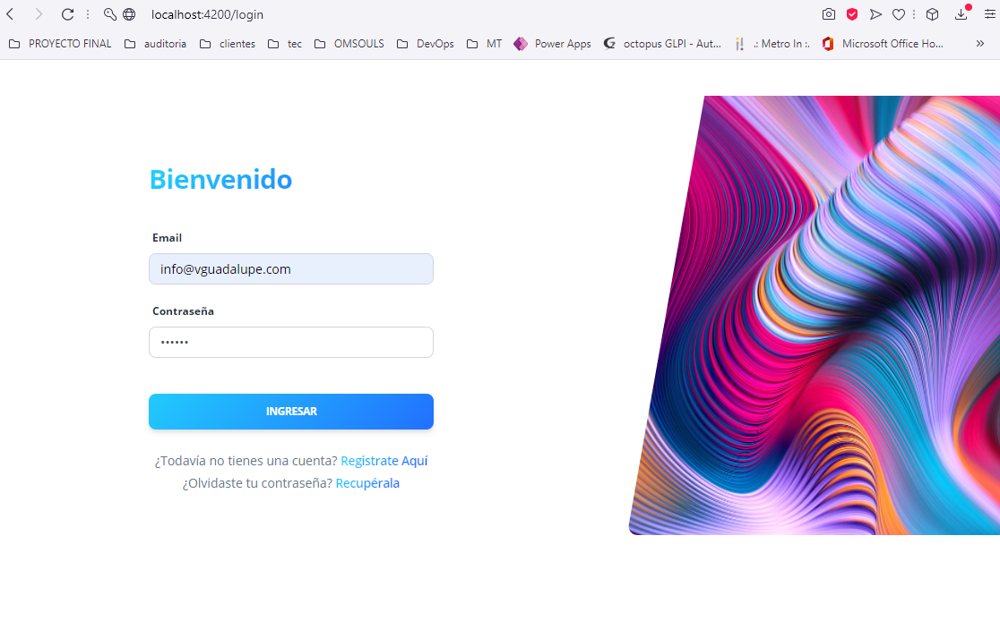 localhost:4200/login
PROYECTO FINAL auditoria clientes tec OMSOULS DevOps MT Power Apps octopus GLPI - Aut... .: Metro In :. Microsoft Office Ho... »
Bienvenido
Email
info@vguadalupe.com
Contraseña
••••••
INGRESAR
¿Todavía no tienes una cuenta? Registrate Aquí
¿Olvidaste tu contraseña? Recupérala